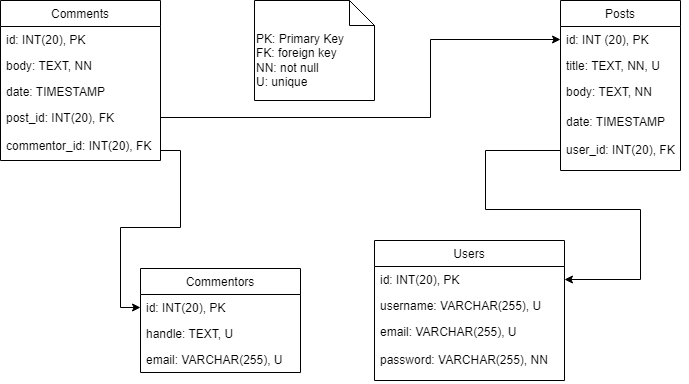 Comments
id: INT(20), PK
body: TEXT, NN
date: TIMESTAMP
post_id: INT(20), FK
commentor_id: INT(20), FK
PK: Primary Key
FK: foreign key
NN: not null
U: unique
Posts
id: INT (20), PK
title: TEXT, NN, U
body: TEXT, NN
date: TIMESTAMP
user_id: INT(20), FK
Commentors
id: INT(20), PK
handle: TEXT, U
email: VARCHAR(255), U
Users
id: INT(20), PK
username: VARCHAR(255), U
email: VARCHAR(255), U
password: VARCHAR(255), NN